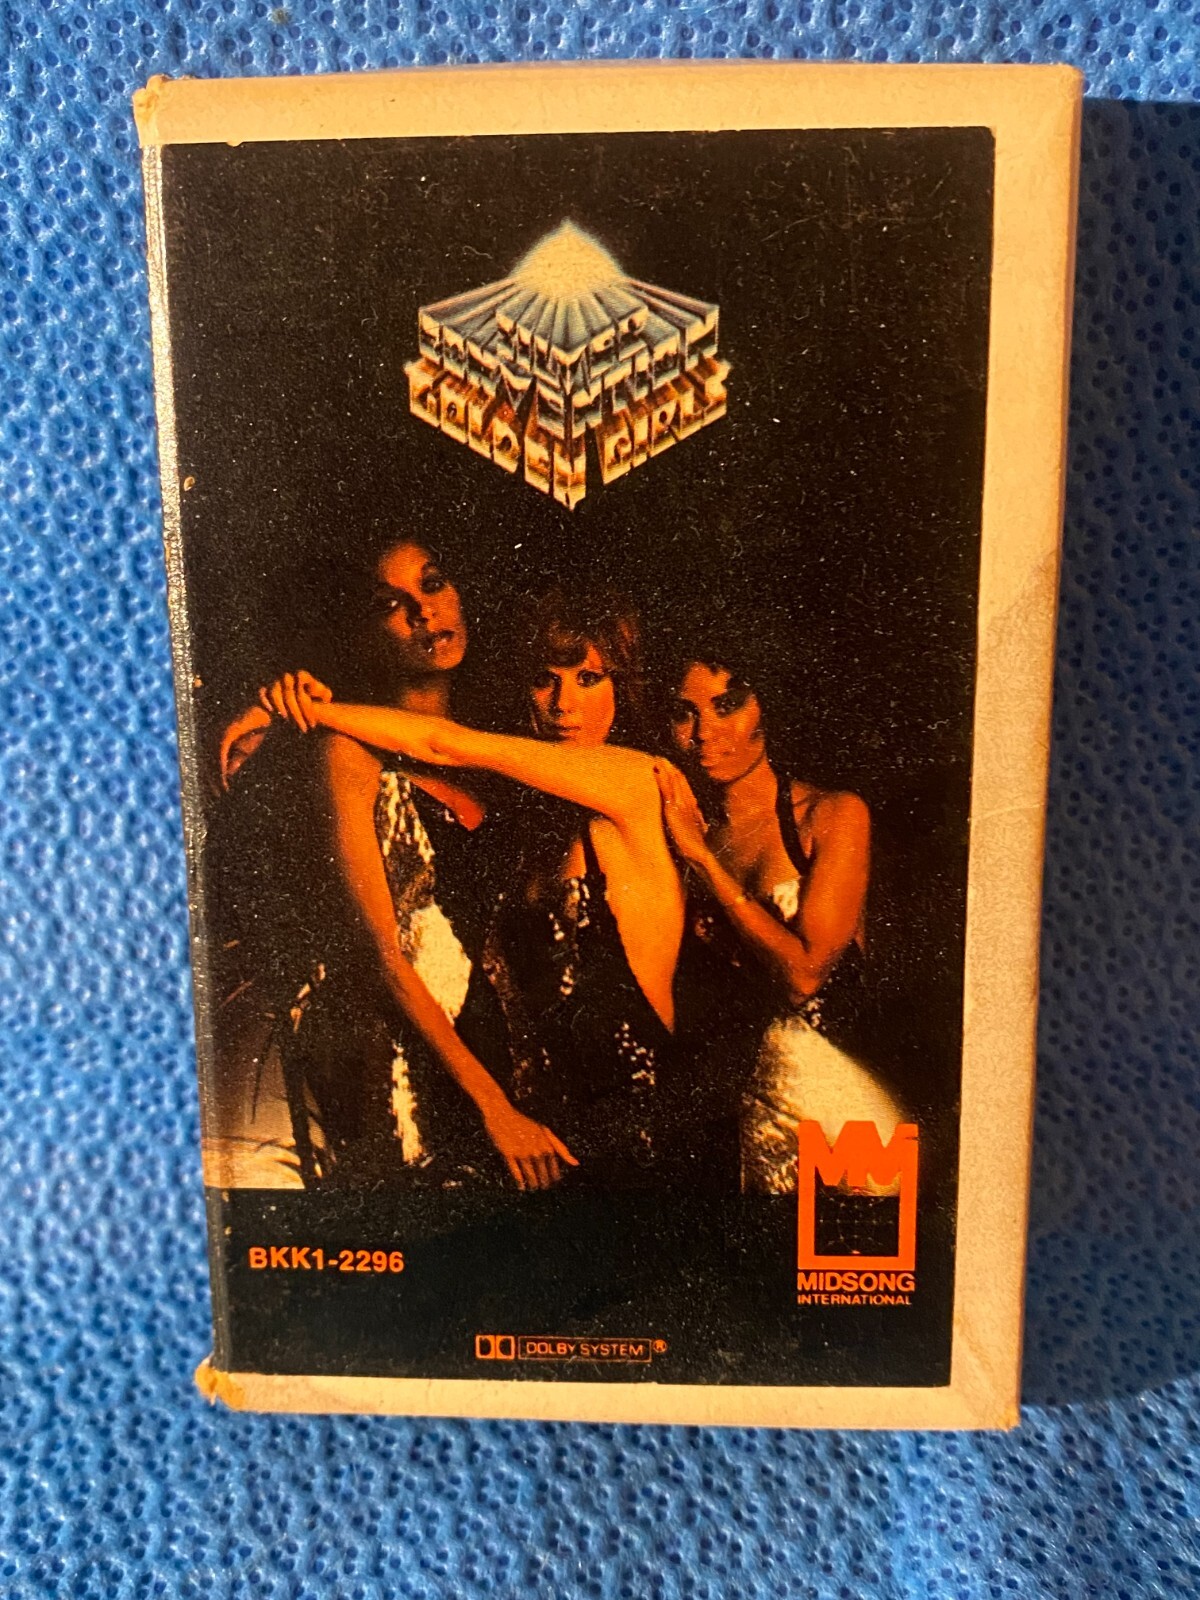 SILVER
CONVENTION
GOLDEN GIRLS
BKK1-2296
MM
MIDSONG
INTERNATIONAL
DOLBY SYSTEM®